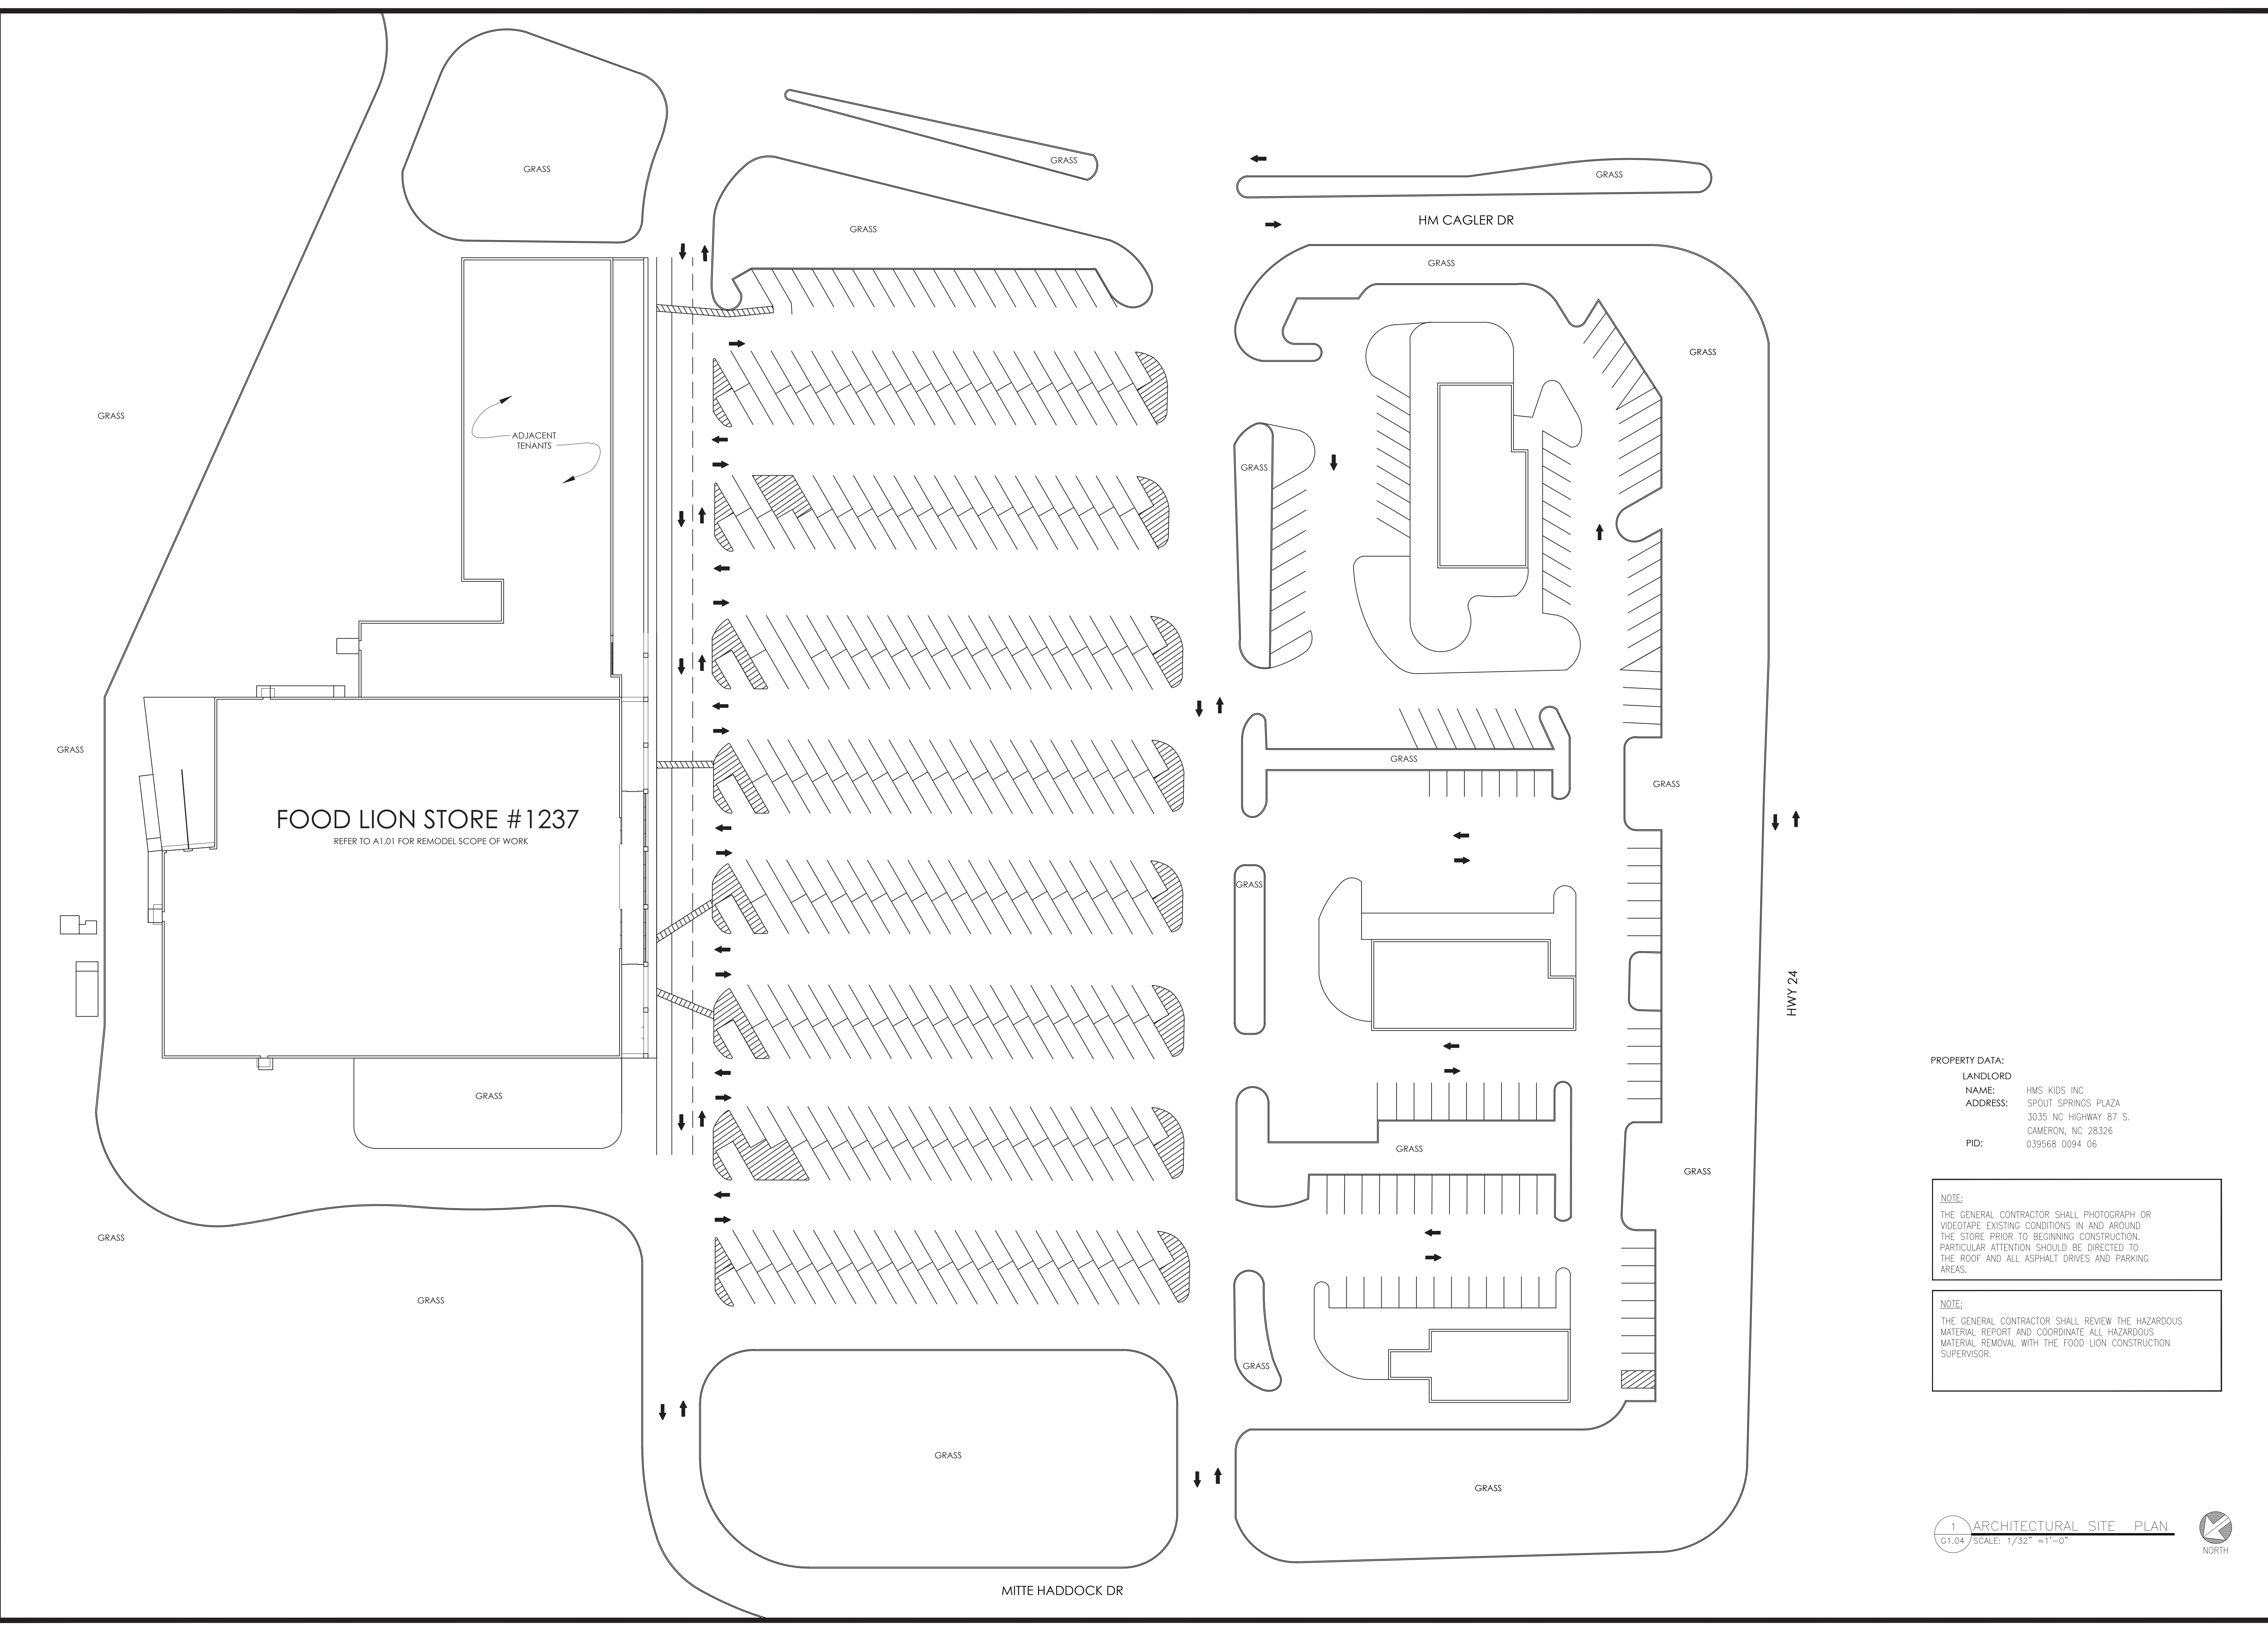 GRASS
GRASS
GRASS
HM CAGLER DR
GRASS
GRASS
GRASS
GRASS
ADJACENT
TENANTS
GRASS
GRASS
GRASS
GRASS
GRASS
FOOD LION STORE #1237
REFER TO A1.01 FOR REMODEL SCOPE OF WORK
GRASS
HWY 24
GRASS
GRASS
GRASS
GRASS
GRASS
GRASS
GRASS
GRASS
MITTE HADDOCK DR
PROPERTY DATA:
LANDLORD
NAME: HMS KIDS INC
ADDRESS: SPOUT SPRINGS PLAZA
3035 NC HIGHWAY 87 S.
CAMERON, NC 28326
PID: 039568 0094 06
NOTE:
THE GENERAL CONTRACTOR SHALL PHOTOGRAPH OR
VIDEOTAPE EXISTING CONDITIONS IN AND AROUND
THE STORE PRIOR TO BEGINNING CONSTRUCTION.
PARTICULAR ATTENTION SHOULD BE DIRECTED TO
THE ROOF AND ALL ASPHALT DRIVES AND PARKING
AREAS.
NOTE:
THE GENERAL CONTRACTOR SHALL REVIEW THE HAZARDOUS
MATERIAL REPORT AND COORDINATE ALL HAZARDOUS
MATERIAL REMOVAL WITH THE FOOD LION CONSTRUCTION
SUPERVISOR.
1 ARCHITECTURAL SITE PLAN
G1.04 SCALE: 1/32" =1'-0"
NORTH